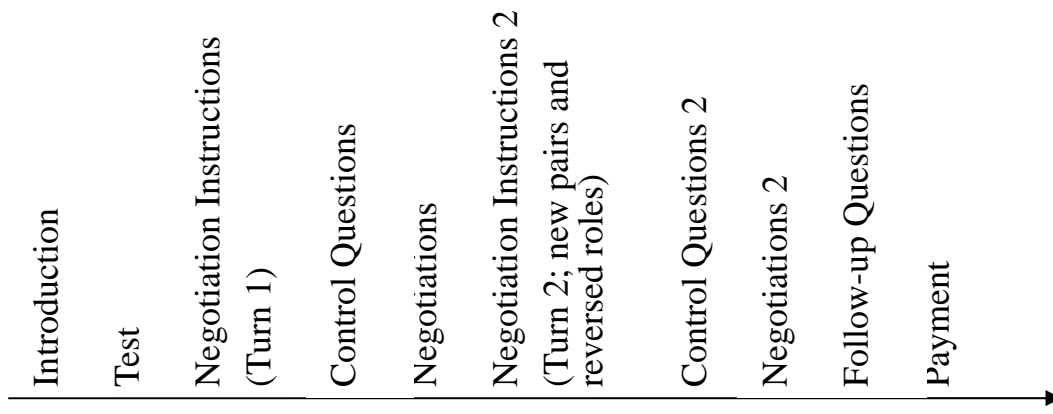 Introduction
Test
Negotiation Instructions
(Turn 1)
Control Questions
Negotiations
Negotiation Instructions 2
(Turn 2; new pairs and
reversed roles)
Control Questions 2
Negotiations 2
Follow-up Questions
Payment